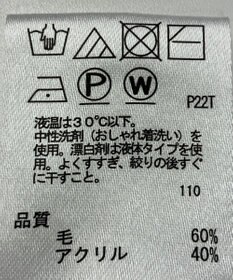 P
W
P22T
液温は30℃以下。
中性洗剤(おしゃれ着洗い)を
使用。漂白剤は液体タイプを使
用。よくすすぎ、絞りの後すぐ
に干すこと。
110
品質
毛 60%
アクリル 40%